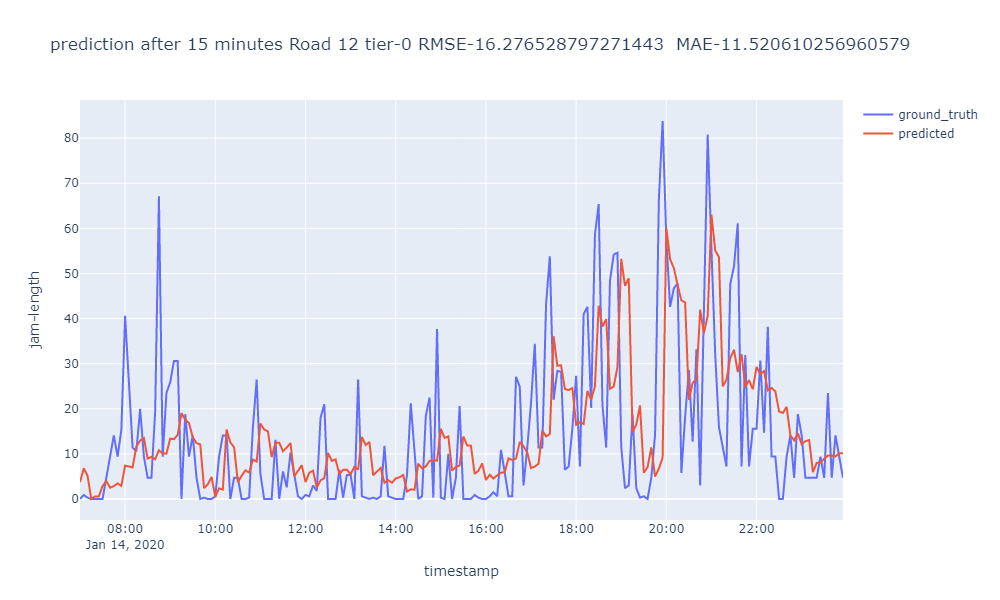 prediction after 15 minutes Road 12 tier-0 RMSE-16.276528797271443  MAE-11.520610256960579
ground_truth
predicted
80
70
60
50
40
30
20
10
0
jam-length
08:00 10:00 12:00 14:00 16:00 18:00 20:00 22:00
Jan 14, 2020
timestamp